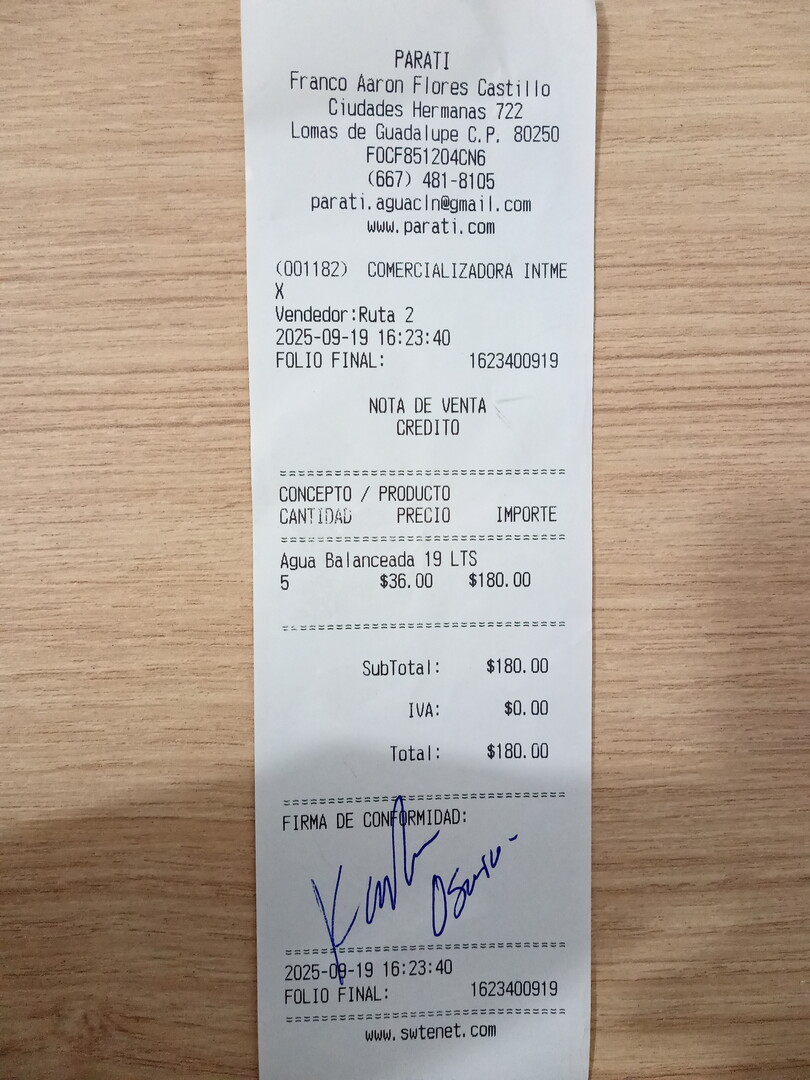 PARATI
Franco Aaron Flores Castillo
Ciudades Hermanas 722
Lomas de Guadalupe C.P. 80250
FOCF851204CN6
(667) 481-8105
parati.aguacln@gmail.com
www.parati.com
(001182) COMERCIALIZADORA INTME
X
Vendedor:Ruta 2
2025-09-19 16:23:40
FOLIO FINAL: 1623400919
NOTA DE VENTA
CREDITO
CONCEPTO / PRODUCTO
CANTIDAD PRECIO IMPORTE
Agua Balanceada 19 LTS
5 $36.00 $180.00
SubTotal: $180.00
IVA: $0.00
Total: $180.00
FIRMA DE CONFORMIDAD:
2025-09-19 16:23:40
FOLIO FINAL: 1623400919
www.swtenet.com